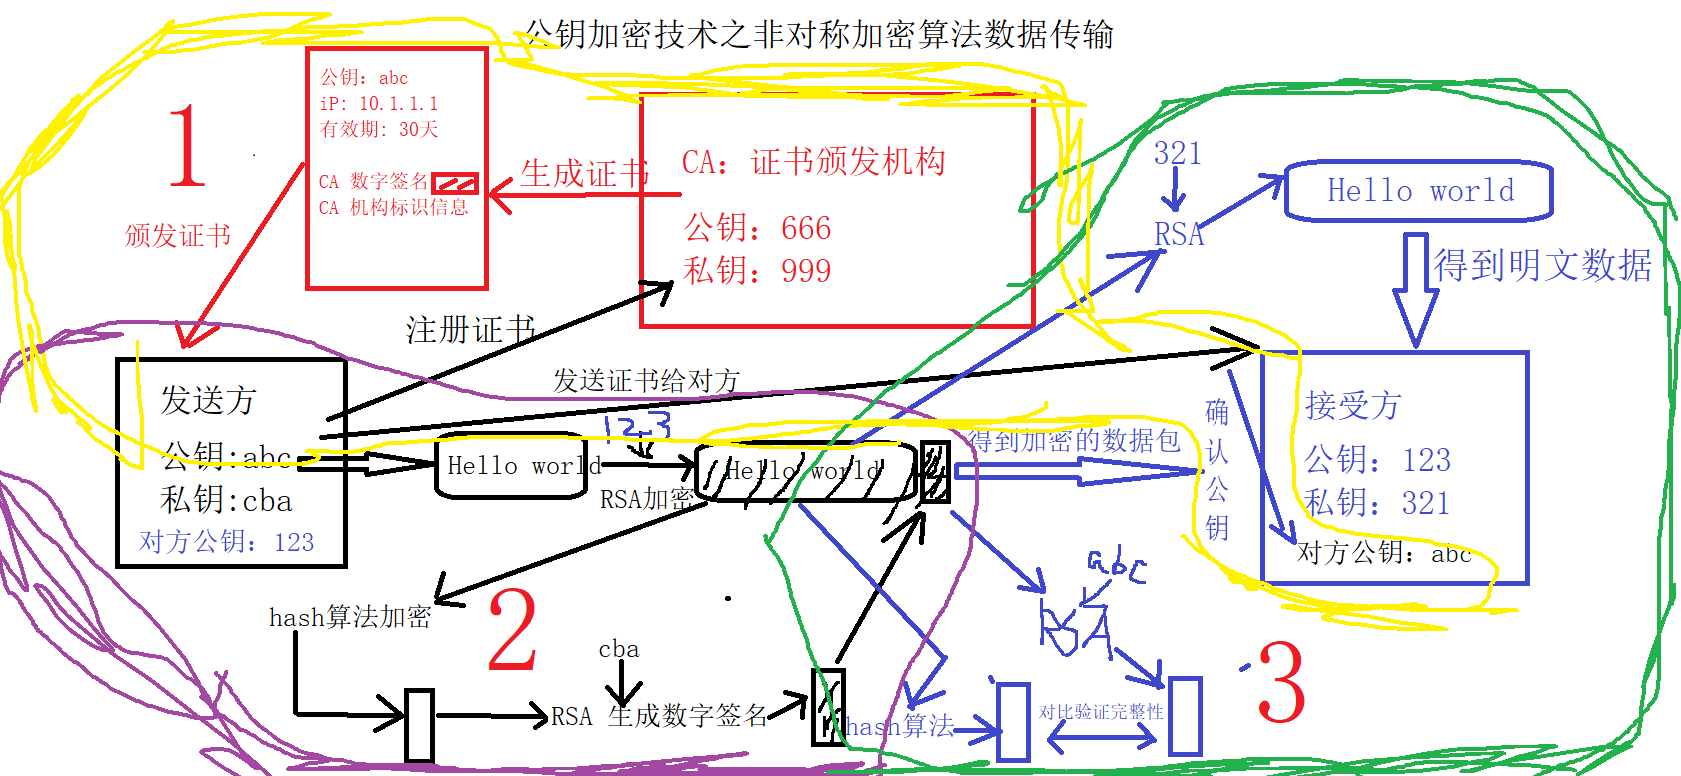 公钥加密技术之非对称加密算法数据传输
1
公钥: abc
iP: 10.1.1.1
有效期: 30天
CA 数字签名
CA 机构标识信息
颁发证书
生成证书
CA: 证书颁发机构
公钥: 666
私钥: 999
注册证书
发送证书给对方
321
RSA
Hello world
得到明文数据
发送方
公钥:abc
私钥:cba
对方公钥: 123
Hello world
123
RSA加密
Hello world
得到加密的数据包
确认公钥
接受方
公钥: 123
私钥: 321
对方公钥: abc
2
hash算法加密
cba
RSA 生成数字签名
abc
RSA
3
hash算法
对比验证完整性